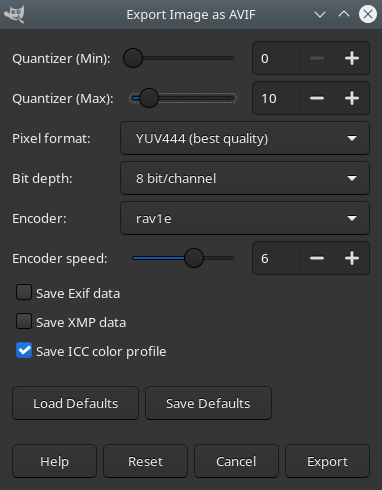 Export Image as AVIF
Quantizer (Min): 0
Quantizer (Max): 10
Pixel format: YUV444 (best quality)
Bit depth: 8 bit/channel
Encoder: rav1e
Encoder speed: 6
Save Exif data
Save XMP data
Save ICC color profile
Load Defaults Save Defaults
Help Reset Cancel Export